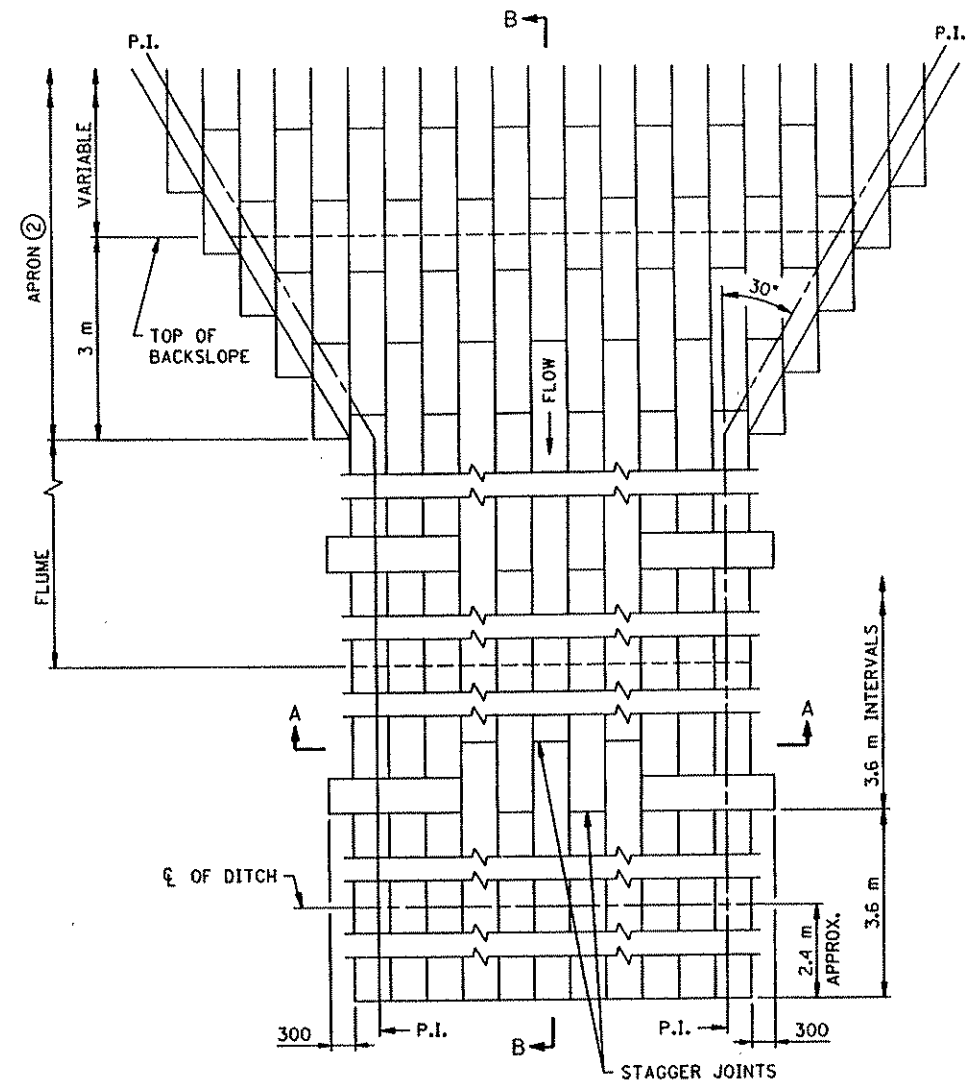 B
P.I.
P.I.
VARIABLE
APRON ②
3 m
TOP OF
BACKSLOPE
30°
FLOW
FLUME
A
A
3.6 m INTERVALS
℄ OF DITCH
3.6 m
2.4 m
APPROX.
300
P.I.
B
P.I.
300
STAGGER JOINTS